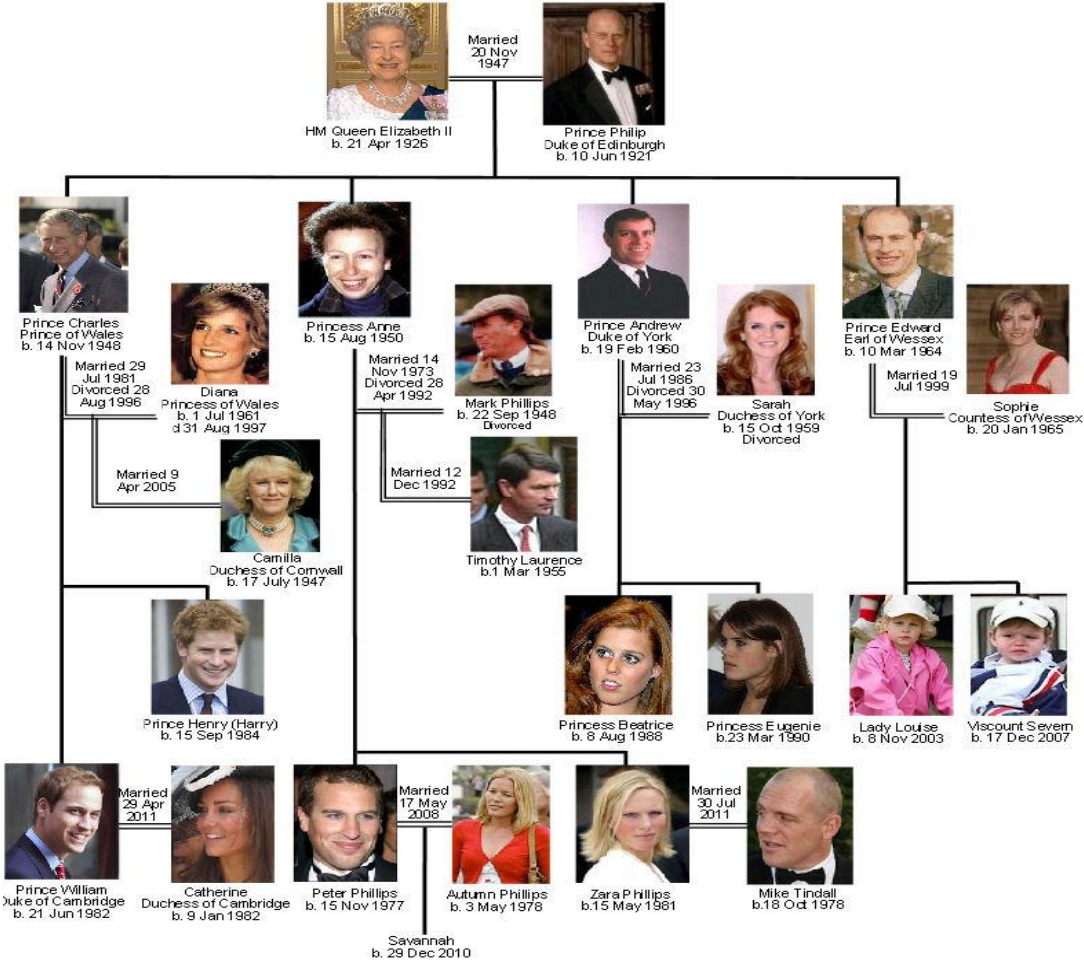 Married
20 Nov
1947
HM Queen Elizabeth II
b. 21 Apr 1926
Prince Philip
Duke of Edinburgh
b. 10 Jun 1921
Prince Charles
Prince of Wales
b. 14 Nov 1948
Married 29
Jul 1981
Divorced 28
Aug 1996
Diana
Princess of Wales
b. 1 Jul 1961
d31 Aug 1997
Married 9
Apr 2005
Camilla
Duchess of Cornwall
b. 17 July 1947
Princess Anne
b. 15 Aug 1950
Married 14
Nov 1973
Divorced 28
Apr 1992
Mark Phillips
b. 22 Sep 1948
Divorced
Married 12
Dec 1992
Timothy Laurence
b.1 Mar 1955
Prince Andrew
Duke of York
b. 19 Feb 1960
Married 23
Jul 1986
Divorced 30
May 1996
Sarah
Duchess of York
b. 15 Oct 1959
Divorced
Prince Edward
Earl of Wessex
b. 10 Mar 1964
Married 19
Jul 1999
Sophie
Countess of Wessex
b. 20 Jan 1965
Prince Henry (Harry)
b. 15 Sep 1984
Princess Beatrice
b. 8 Aug 1988
Princess Eugenie
b.23 Mar 1990
Lady Louise
b. 8 Nov 2003
Viscount Severn
b. 17 Dec 2007
Prince William
Duke of Cambridge
b. 21 Jun 1982
Married
29 Apr
2011
Catherine
Duchess of Cambridge
b. 9 Jan 1982
Peter Phillips
b. 15 Nov 1977
Married
17 May
2008
Autumn Phillips
b. 3 May 1978
Zara Phillips
b.15 May 1981
Married
30 Jul
2011
Mike Tindall
b.18 Oct 1978
Savannah
b. 29 Dec 2010